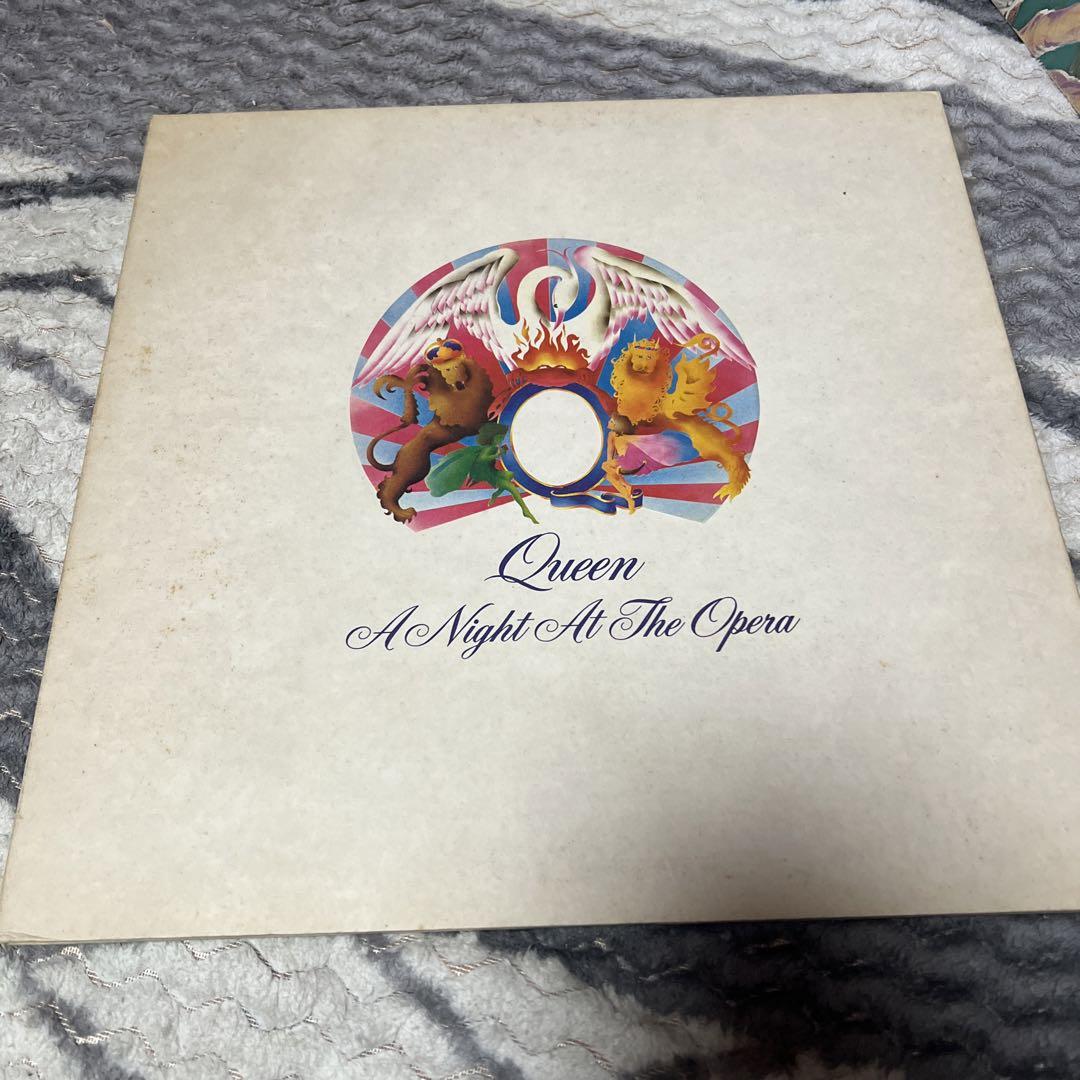 Queen
A Night At The Opera